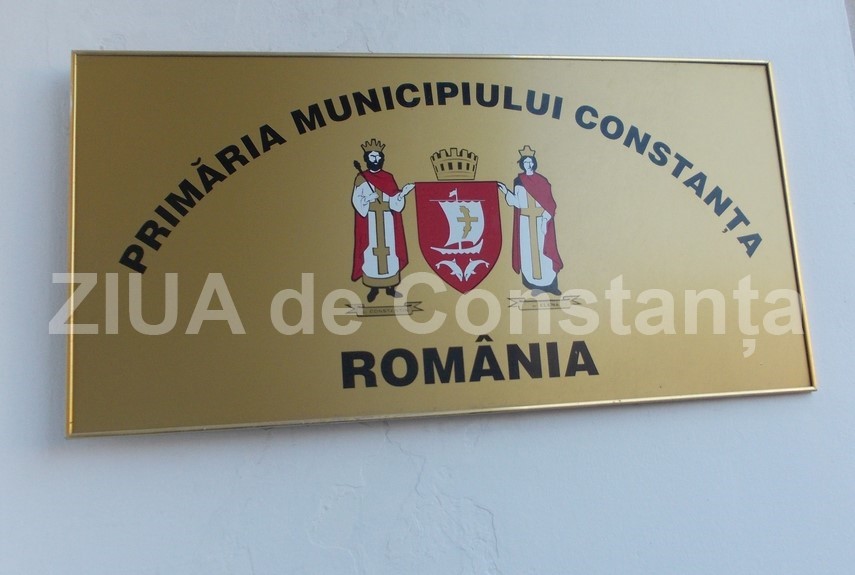 PRIMĂRIA MUNICIPIULUI CONSTANȚA
ZIUA de Constanța
ROMÂNIA